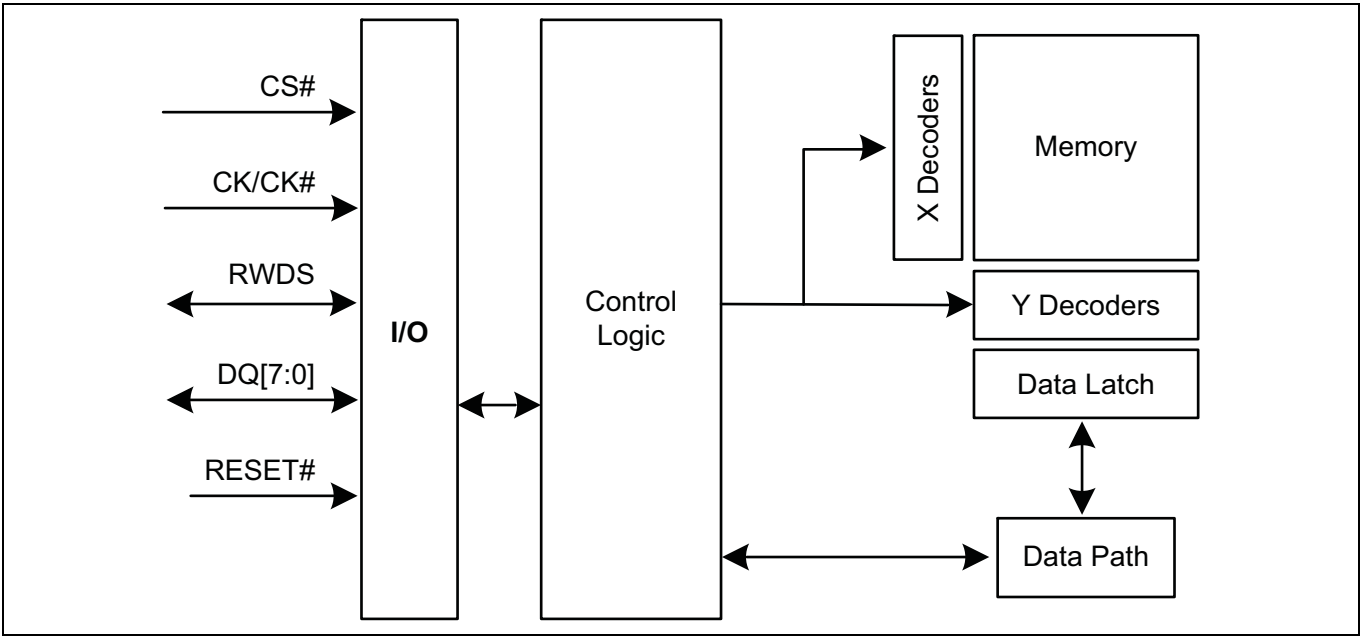 CS#
CK/CK#
RWDS
DQ[7:0]
RESET#
I/O
Control
Logic
X Decoders
Memory
Y Decoders
Data Latch
Data Path